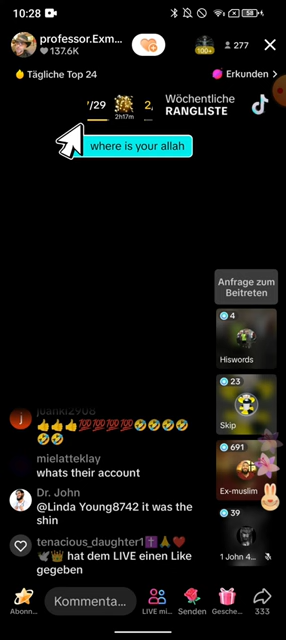 10:28
58
professor.Exm...
137.6K
100+
277
Tägliche Top 24
Erkunden >
'/29
2h17m
2,
Wöchentliche
RANGLISTE
where is your allah
Anfrage zum
Beitreten
4
Hiswords
23
Skip
691
Ex-muslim
39
1 John 4...
juanki2908
👍👍👍💯💯💯💯🤣🤣🤣🤣
🤣🤣
mielatteklay
whats their account
Dr. John
@Linda Young8742 it was the
shin
tenacious_daughter1✝️🙏❤️
🕊️👑 hat dem LIVE einen Like
gegeben
Kommenta...
Abonn...
LIVE mi...
Senden
Gesche...
333